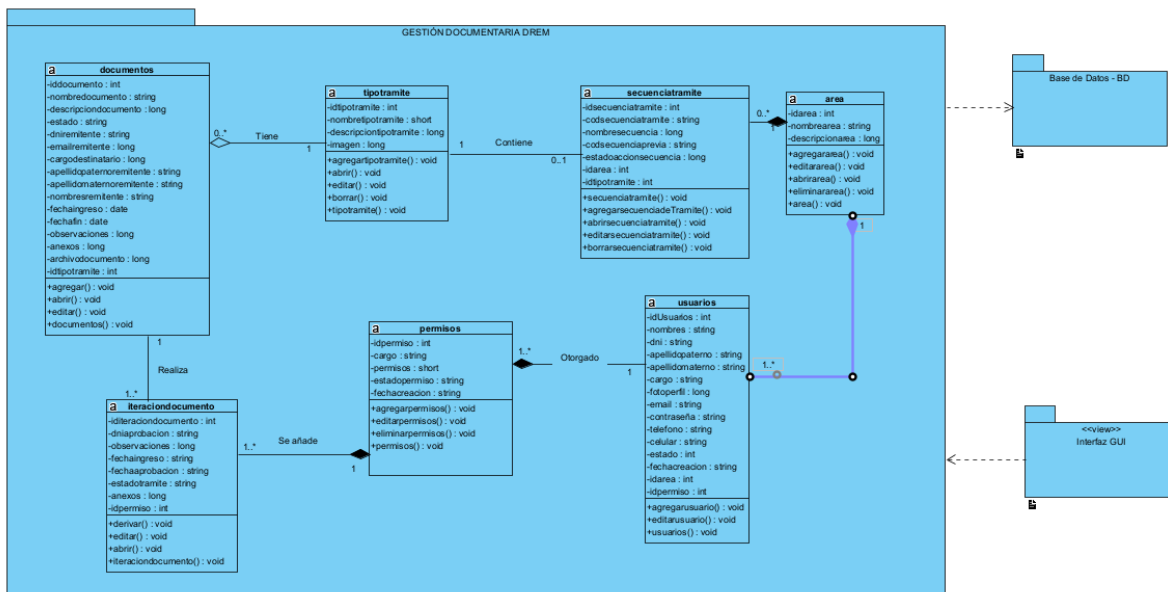 GESTIÓN DOCUMENTARIA DREM
a documentos
-iddocumento : int
-nombredocumento : string
-descripciondocumento : long
-estado : string
-dniremitente : string
-emailremitente : long
-cargodestinatario : long
-apellidopaternoremitente : string
-apellidomaternoremitente : string
-nombresremitente : string
-fechaingreso : date
-fechafin : date
-observaciones : long
-anexos : long
-archivodocumento : long
-idtipotramite : int
+agregar() : void
+abrir() : void
+editar() : void
+documentos() : void
0..*
Tiene
1
a tipotramite
-idtipotramite : int
-nombretipotramite : short
-descripciontipotramite : long
-imagen : long
+agregartipotramite() : void
+abrir() : void
+editar() : void
+borrar() : void
+tipotramite() : void
1
Contiene
0..1
a secuenciatramite
-idsecuenciatramite : int
-codsecuenciatramite : string
-nombresecuencia : long
-codsecuenciaprevia : string
-estadoaccionsecuencia : long
-idarea : int
-idtipotramite : int
+secuenciatramite() : void
+agregarsecuenciadeTramite() : void
+abrirsecuenciatramite() : void
+editarsecuenciatramite() : void
+borrarsecuenciatramite() : void
0..*
1
a area
-idarea : int
-nombrearea : string
-descripcionarea : long
+agregararea() : void
+editararea() : void
+abrirarea() : void
+eliminararea() : void
+area() : void
1
Base de Datos - BD
1
Realiza
1..*
a iteraciondocumento
-iditeraciondocumento : int
-dniaprobacion : string
-observaciones : long
-fechaingreso : string
-fechaaprobacion : string
-estadotramite : string
-anexos : long
-idpermiso : int
+derivar() : void
+editar() : void
+abrir() : void
+iteraciondocumento() : void
1..*
Se añade
1
a permisos
-idpermiso : int
-cargo : string
-permisos : short
-estadopermiso : string
-fechacreacion : string
+agregarpermisos() : void
+editarpermisos() : void
+eliminarpermisos() : void
+permisos() : void
1..*
Otorgado
1
a usuarios
-idUsuarios : int
-nombres : string
-dni : string
-apellidopaterno : string
-apellidomaterno : string
-cargo : string
-fotoperfil : long
-email : string
-contraseña : string
-telefono : string
-celular : string
-estado : int
-fechacreacion : string
-idarea : int
-idpermiso : int
+agregarusuario() : void
+editarusuario() : void
+usuarios() : void
1..*
<<view>>
Interfaz GUI